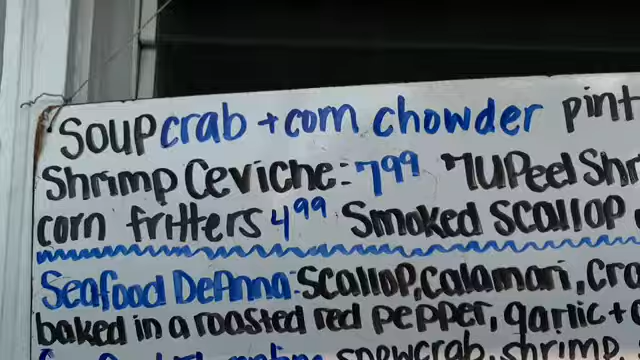 Soup crab + corn chowder pint
Shrimp Ceviche: 7.99 "U Peel Shr
corn fritters 4.99 Smoked Scallop
Seafood DeAnna: Scallop, Calamari, Cra
baked in a roasted red pepper, garlic +
snowcrab, shrimp